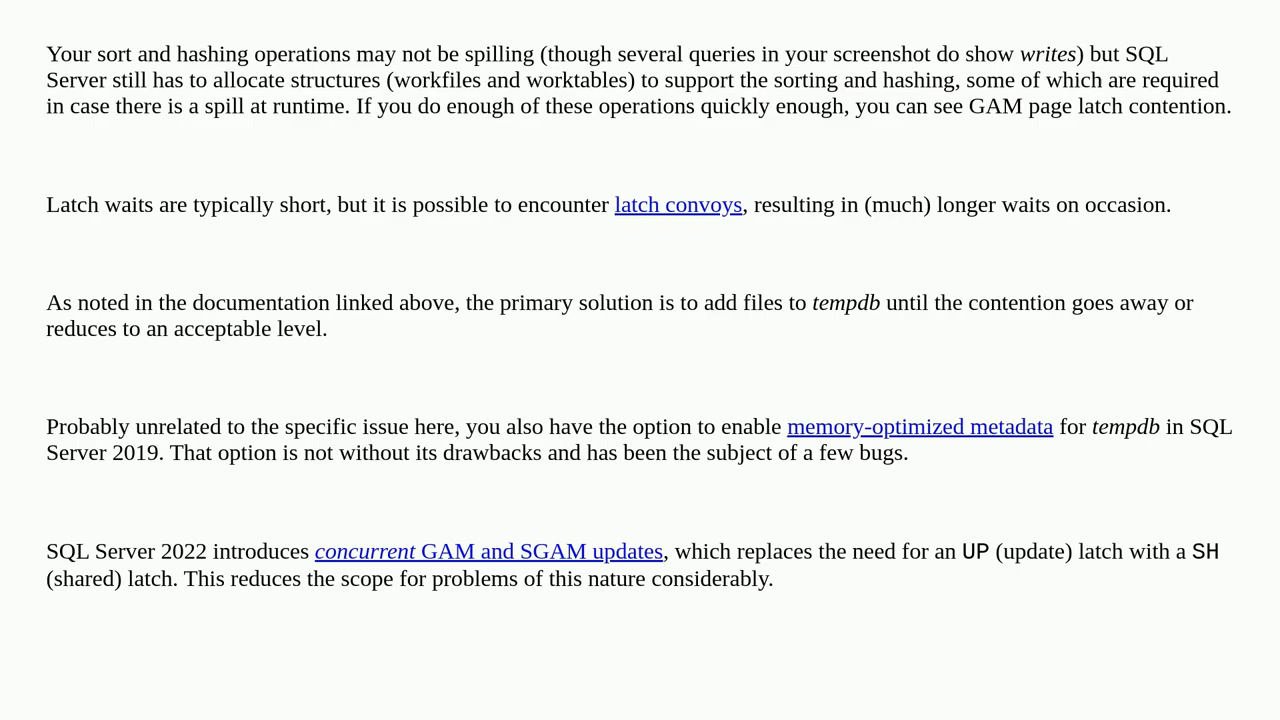 Your sort and hashing operations may not be spilling (though several queries in your screenshot do show writes) but SQL
Server still has to allocate structures (workfiles and worktables) to support the sorting and hashing, some of which are required
in case there is a spill at runtime. If you do enough of these operations quickly enough, you can see GAM page latch contention.
Latch waits are typically short, but it is possible to encounter latch convoys, resulting in (much) longer waits on occasion.
As noted in the documentation linked above, the primary solution is to add files to tempdb until the contention goes away or
reduces to an acceptable level.
Probably unrelated to the specific issue here, you also have the option to enable memory-optimized metadata for tempdb in SQL
Server 2019. That option is not without its drawbacks and has been the subject of a few bugs.
SQL Server 2022 introduces concurrent GAM and SGAM updates, which replaces the need for an UP (update) latch with a SH
(shared) latch. This reduces the scope for problems of this nature considerably.